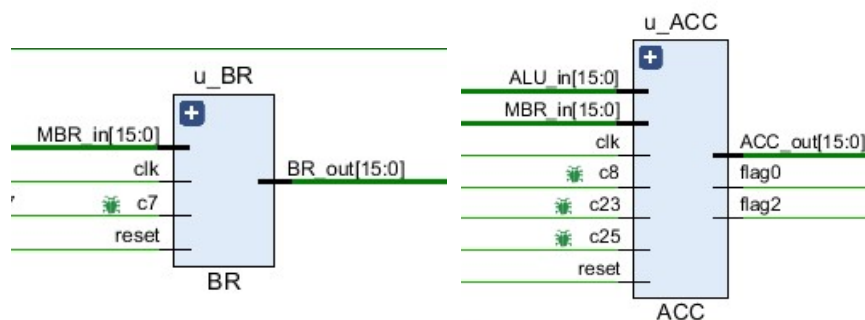 u_BR
MBR_in[15:0]
clk
c7
reset
BR_out[15:0]
BR
u_ACC
ALU_in[15:0]
MBR_in[15:0]
clk
c8
c23
c25
reset
ACC_out[15:0]
flag0
flag2
ACC